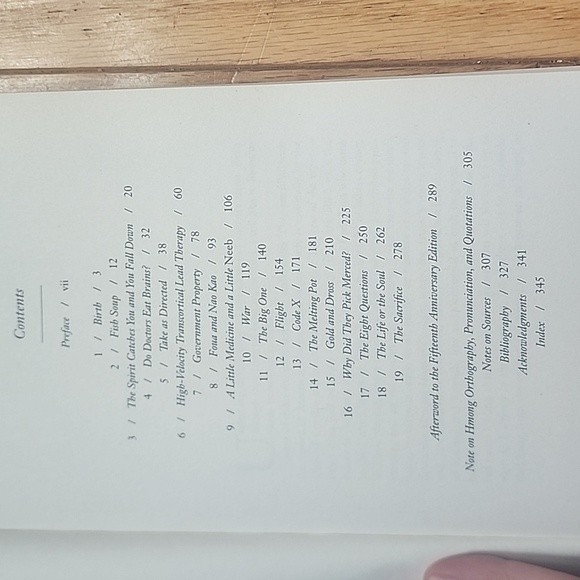 Contents
Preface / vii
1 / Birth / 3
2 / Fish Soup / 12
3 / The Spirit Catches You and You Fall Down / 20
4 / Do Doctors Eat Brains? / 32
5 / Take as Directed / 38
6 / High-Velocity Transcortical Lead Therapy / 60
7 / Government Property / 78
8 / Foua and Nao Kao / 93
9 / A Little Medicine and a Little Neeb / 106
10 / War / 119
11 / The Big One / 140
12 / Flight / 154
13 / Code X / 171
14 / The Melting Pot / 181
15 / Gold and Dross / 210
16 / Why Did They Pick Merced? / 225
17 / The Eight Questions / 250
18 / The Life or the Soul / 262
19 / The Sacrifice / 278
Afterword to the Fifteenth Anniversary Edition / 289
Note on Hmong Orthography, Pronunciation, and Quotations / 305
Notes on Sources / 307
Bibliography / 327
Acknowledgments / 341
Index / 345